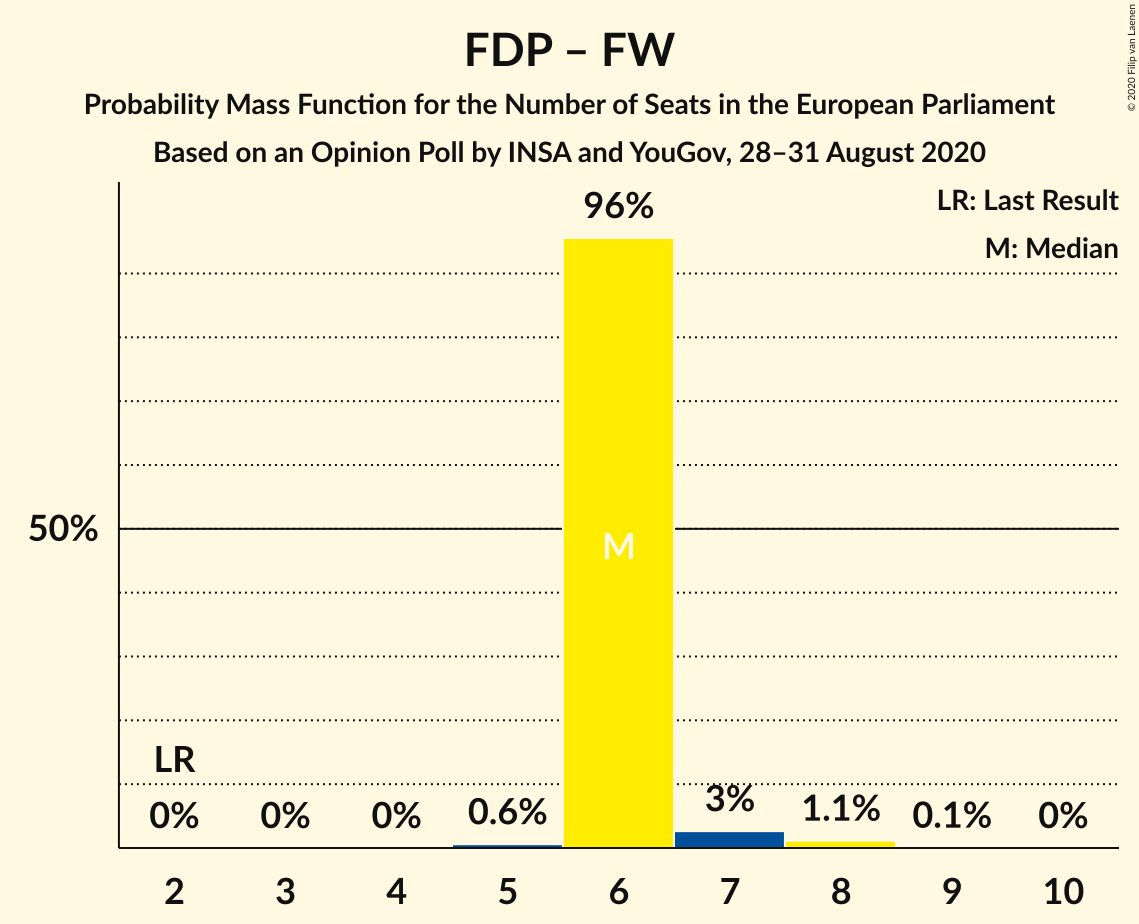 FDP – FW
Probability Mass Function for the Number of Seats in the European Parliament
Based on an Opinion Poll by INSA and YouGov, 28–31 August 2020
© 2020 Filip van Laenen
LR: Last Result
M: Median
96%
50%
M
LR
0% 0% 0% 0.6% 3% 1.1% 0.1% 0%
2 3 4 5 6 7 8 9 10